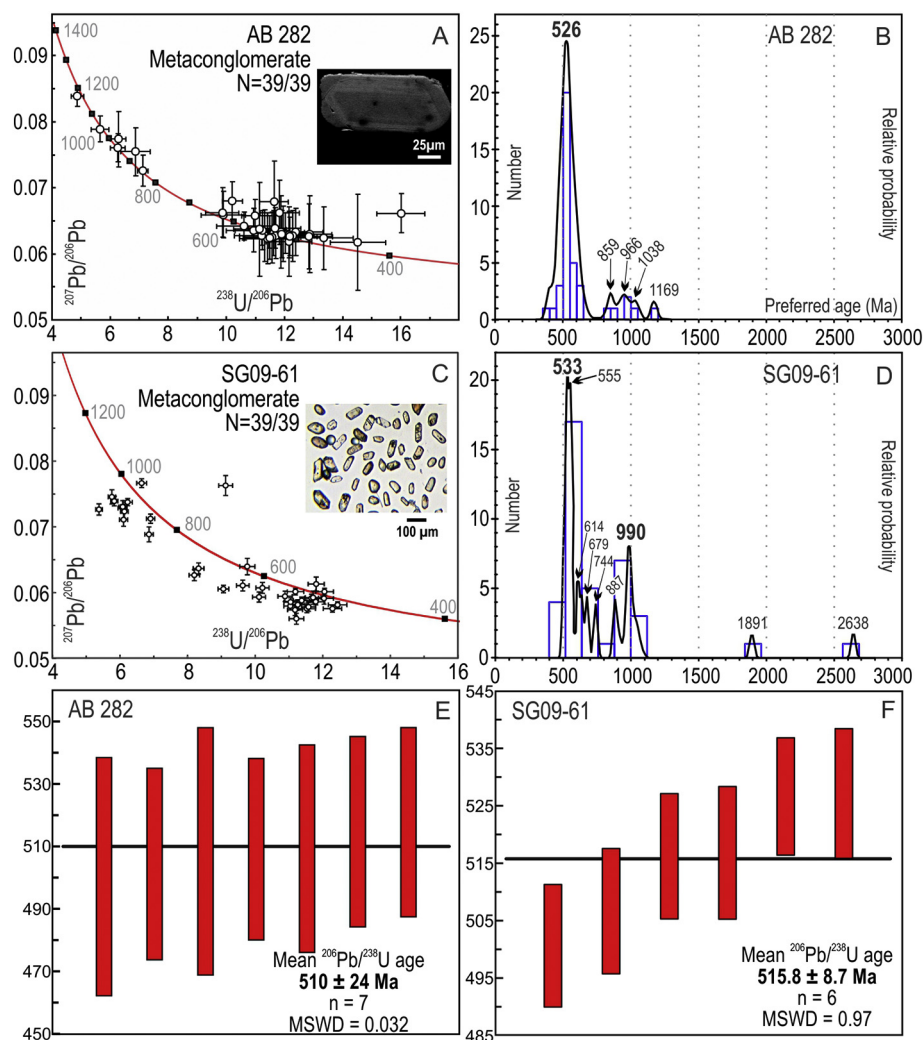 AB 282
A
Metaconglomerate
N=39/39
25µm
0.09
0.08
0.07
0.06
0.05
1400
1200
1000
800
600
400
²⁰⁷Pb/²⁰⁶Pb
²³⁸U/²⁰⁶Pb
4 6 8 10 12 14 16
AB 282
B
526
25
20
15
10
5
0
Number
Relative probability
859
966
1038
1169
Preferred age (Ma)
0 500 1000 1500 2000 2500 3000
SG09-61
C
Metaconglomerate
N=39/39
100 µm
0.09
0.08
0.07
0.06
0.05
1200
1000
800
600
400
²⁰⁷Pb/²⁰⁶Pb
²³⁸U/²⁰⁶Pb
4 6 8 10 12 14 16
SG09-61
D
533
555
20
15
10
5
0
Number
Relative probability
614
679
744
887
990
1891
2638
0 500 1000 1500 2000 2500 3000
AB 282
E
550
530
510
490
470
450
Mean ²⁰⁶Pb/²³⁸U age
510 ± 24 Ma
n = 7
MSWD = 0.032
SG09-61
F
545
535
525
515
505
495
485
Mean ²⁰⁶Pb/²³⁸U age
515.8 ± 8.7 Ma
n = 6
MSWD = 0.97